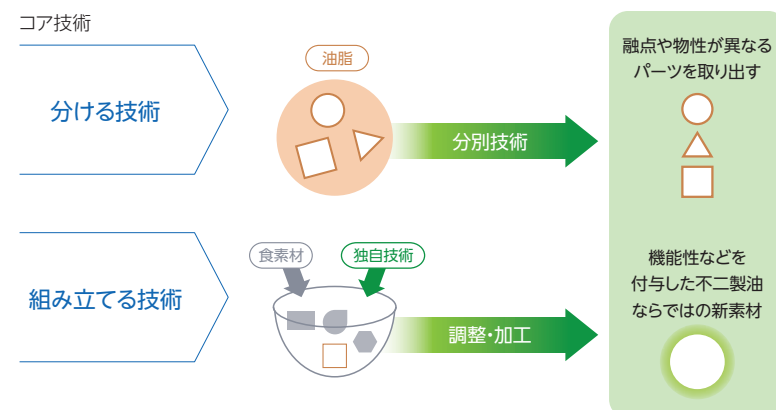 コア技術
分ける技術
油脂
分別技術
融点や物性が異なる
パーツを取り出す
組み立てる技術
食素材
独自技術
調整・加工
機能性などを
付与した不二製油
ならではの新素材